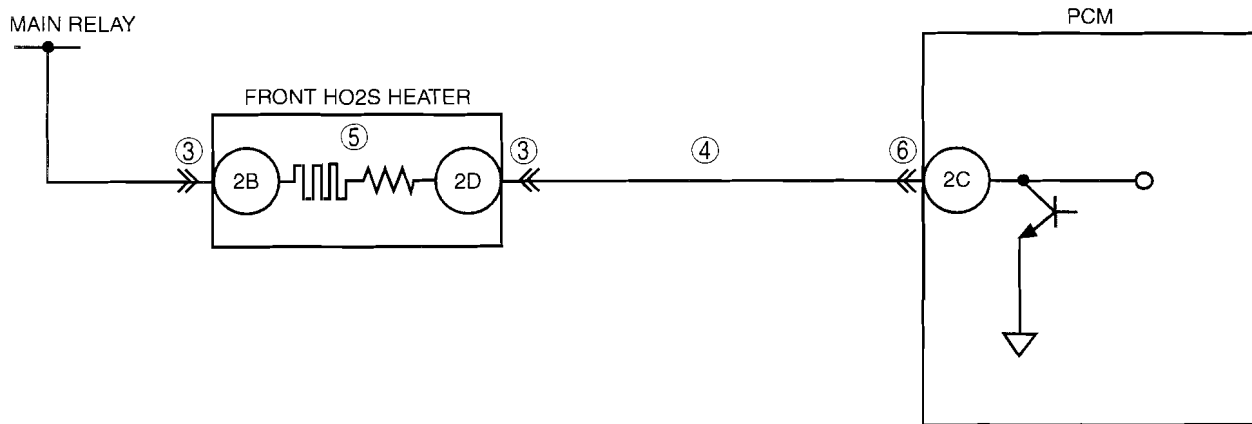 MAIN RELAY
PCM
FRONT HO2S HEATER
③ ⑤ ③ ④ ⑥
2B 2D 2C